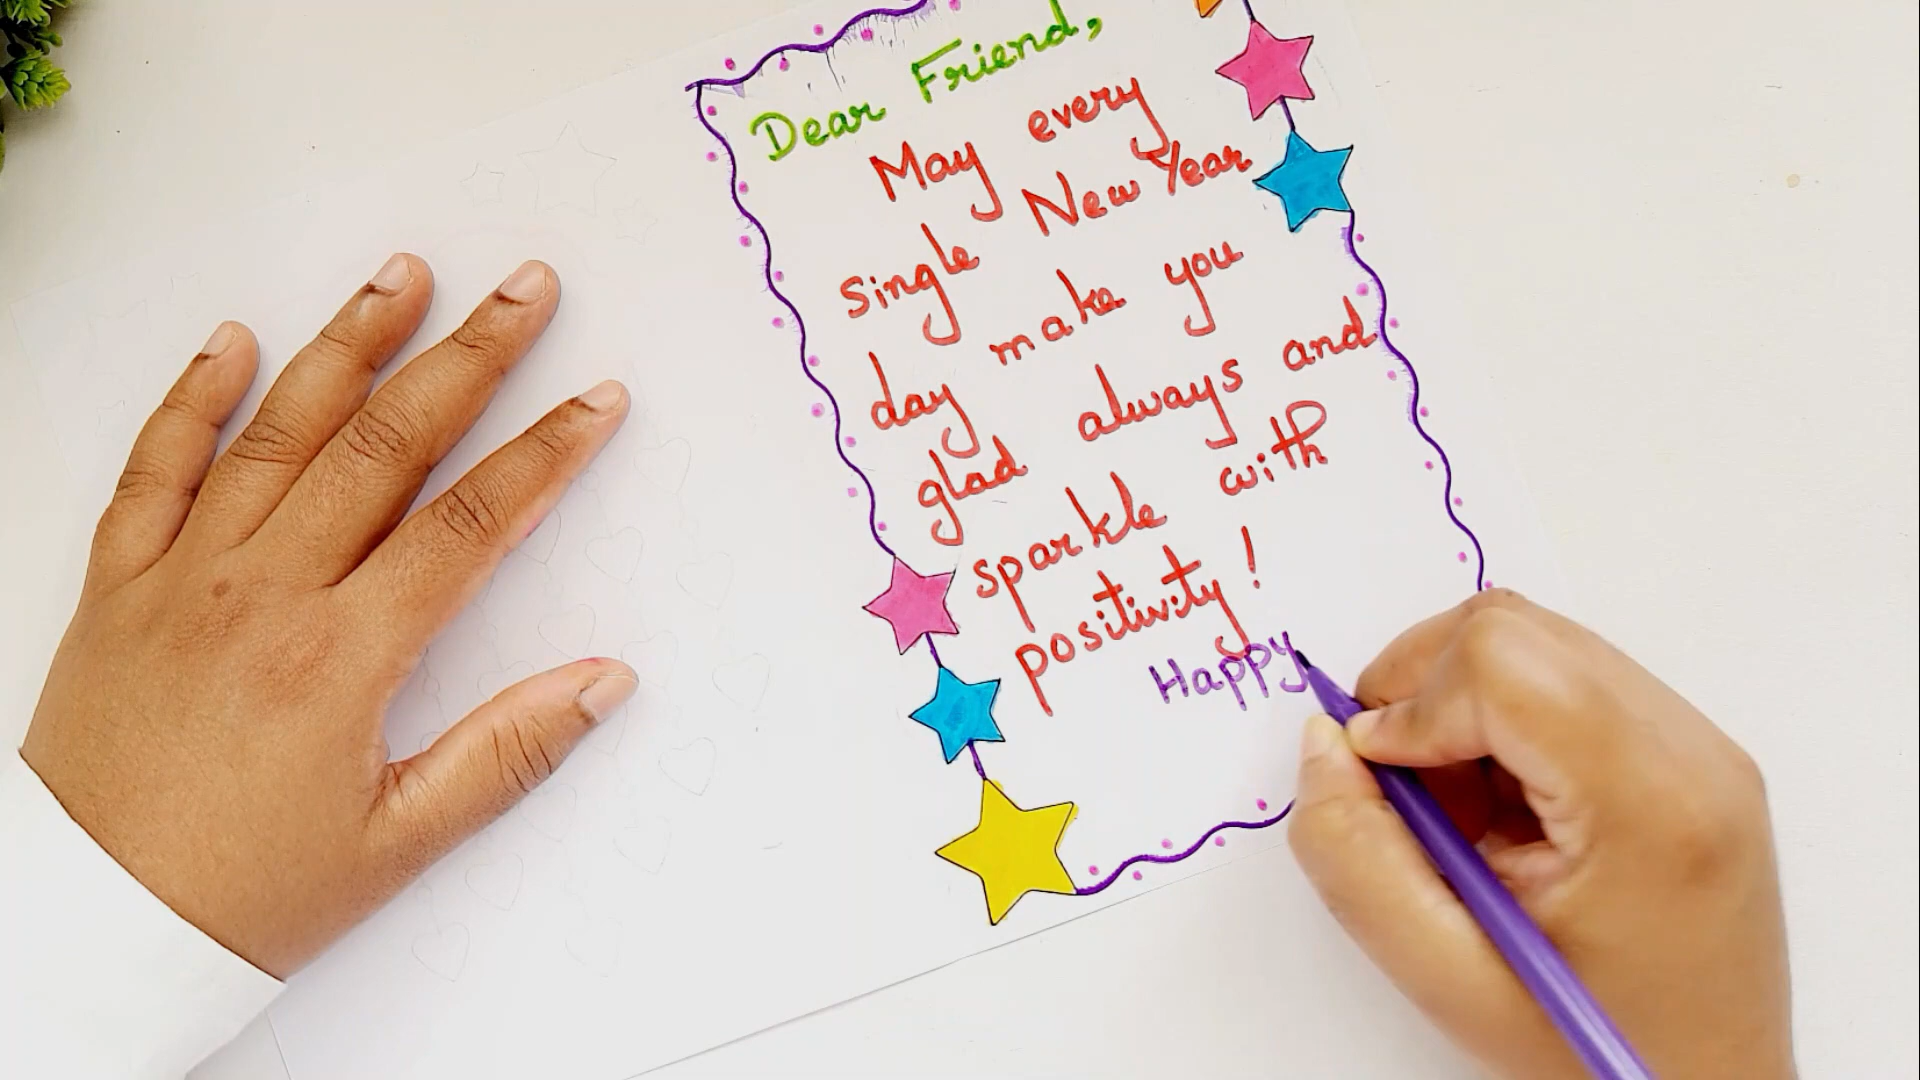 Dear Friend,
May every
single New Year
day make you
glad always and
sparkle with
positivity!
Happy